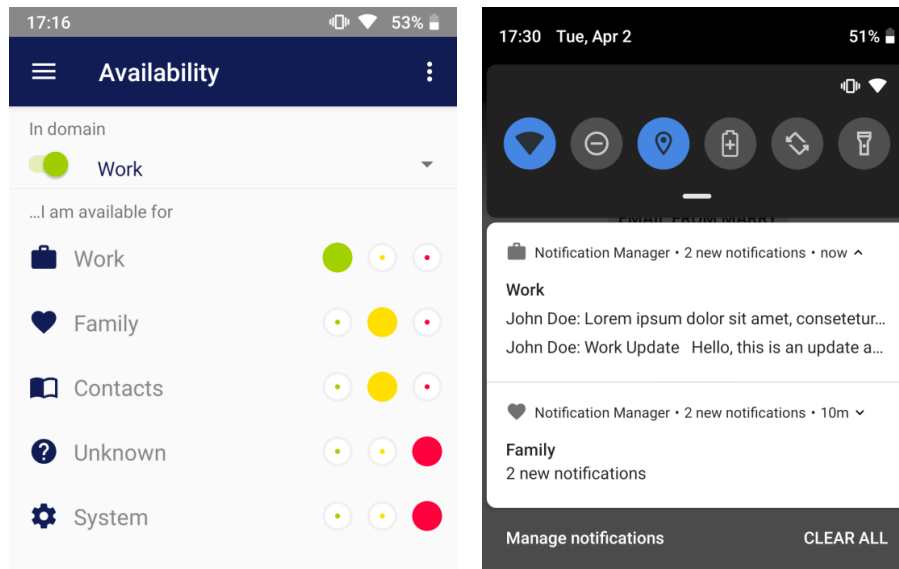 17:16
53%
Availability
In domain
Work
...I am available for
Work
Family
Contacts
Unknown
System
17:30 Tue, Apr 2
51%
EMAIL FROM MARRY
Notification Manager • 2 new notifications • now
Work
John Doe: Lorem ipsum dolor sit amet, consetetur...
John Doe: Work Update Hello, this is an update a...
Notification Manager • 2 new notifications • 10m
Family
2 new notifications
Manage notifications
CLEAR ALL